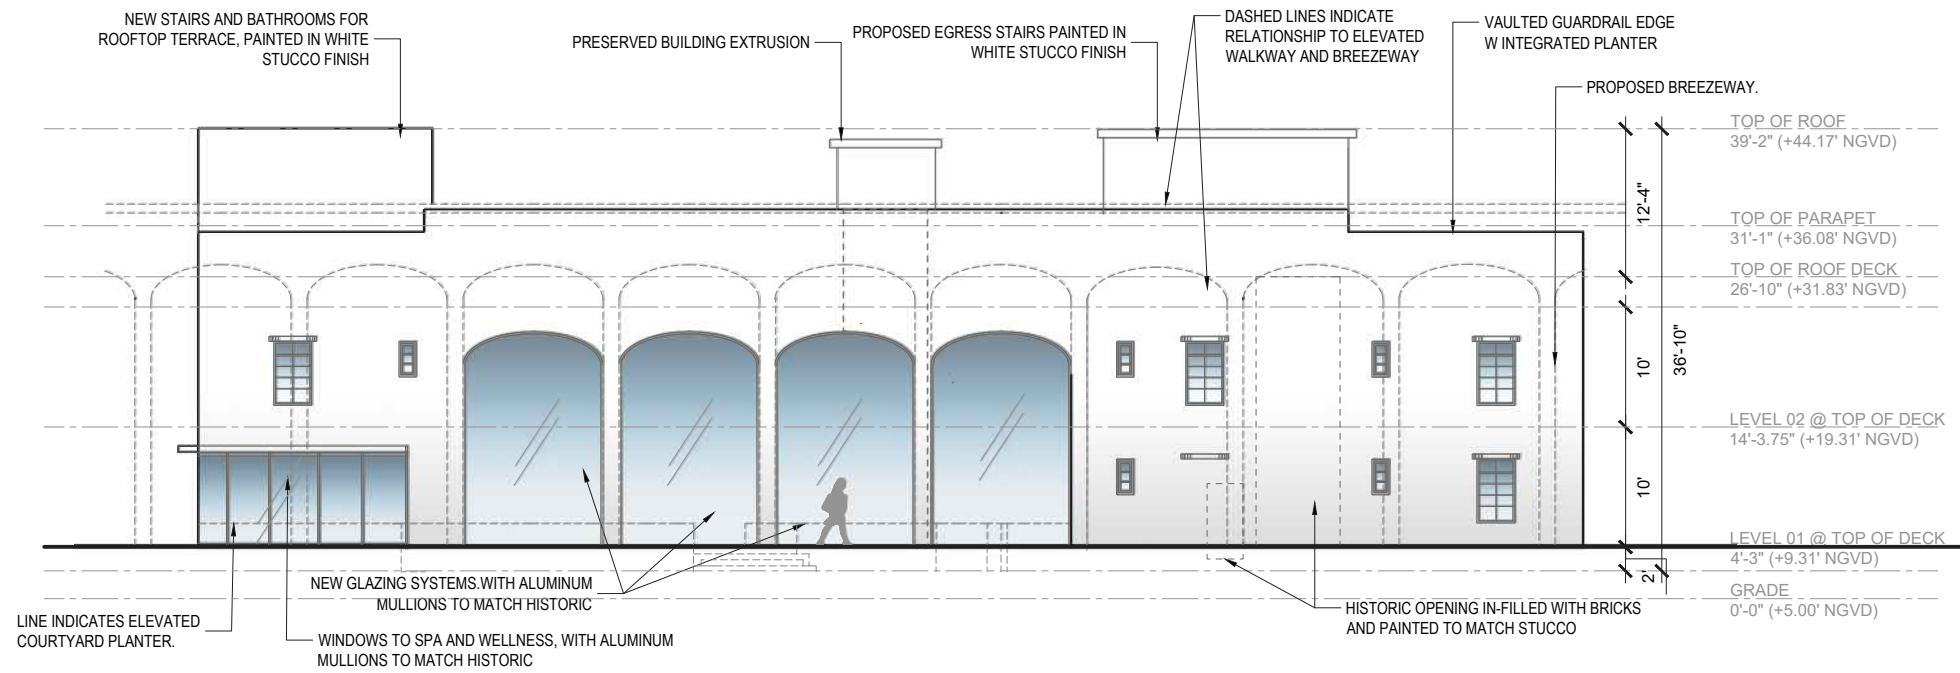 NEW STAIRS AND BATHROOMS FOR
ROOFTOP TERRACE, PAINTED IN WHITE
STUCCO FINISH
PRESERVED BUILDING EXTRUSION
PROPOSED EGRESS STAIRS PAINTED IN
WHITE STUCCO FINISH
DASHED LINES INDICATE
RELATIONSHIP TO ELEVATED
WALKWAY AND BREEZEWAY
VAULTED GUARDRAIL EDGE
W INTEGRATED PLANTER
PROPOSED BREEZEWAY.
TOP OF ROOF
39'-2" (+44.17' NGVD)
12'-4"
TOP OF PARAPET
31'-1" (+36.08' NGVD)
TOP OF ROOF DECK
26'-10" (+31.83' NGVD)
10'
36'-10"
LEVEL 02 @ TOP OF DECK
14'-3.75" (+19.31' NGVD)
10'
LEVEL 01 @ TOP OF DECK
4'-3" (+9.31' NGVD)
2'
GRADE
0'-0" (+5.00' NGVD)
NEW GLAZING SYSTEMS.WITH ALUMINUM
MULLIONS TO MATCH HISTORIC
HISTORIC OPENING IN-FILLED WITH BRICKS
AND PAINTED TO MATCH STUCCO
LINE INDICATES ELEVATED
COURTYARD PLANTER.
WINDOWS TO SPA AND WELLNESS, WITH ALUMINUM
MULLIONS TO MATCH HISTORIC